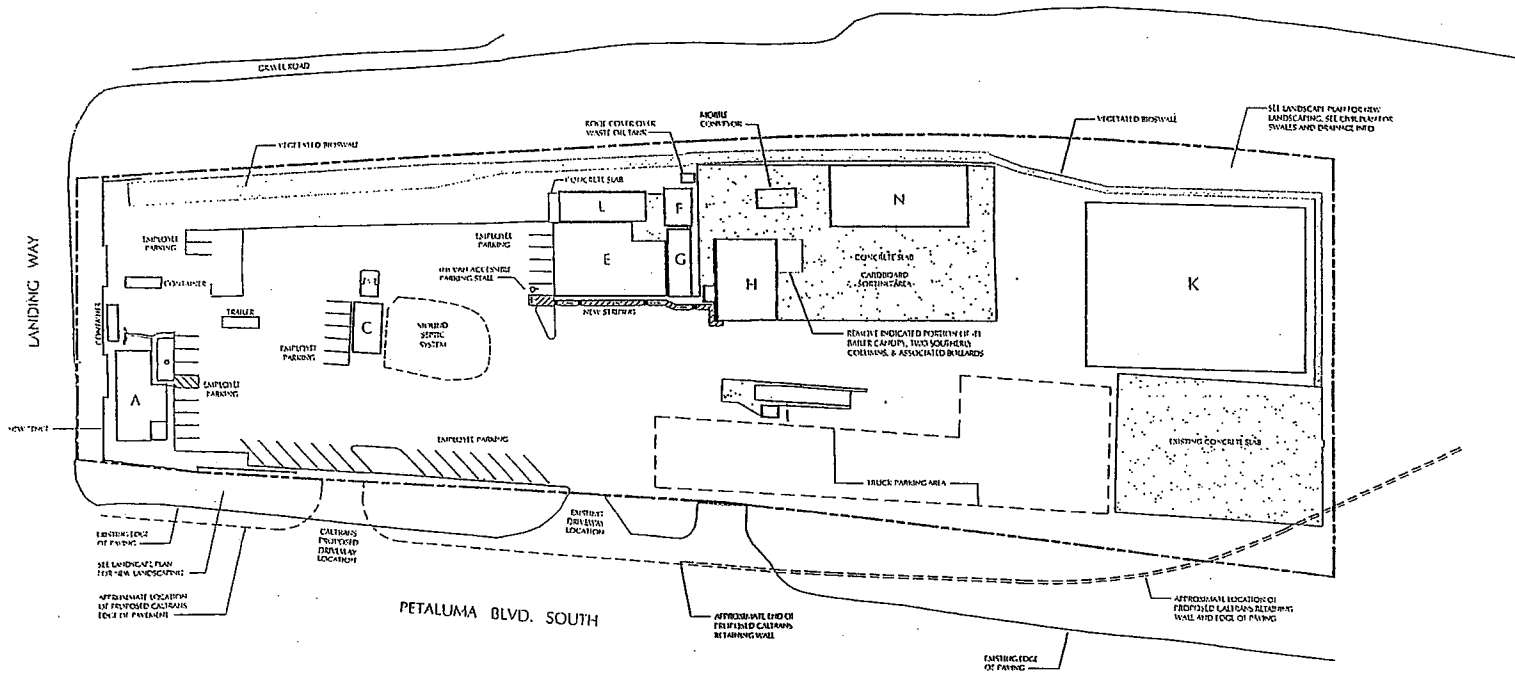 GRAVEL ROAD
VEGETATED BIOSWALE
ROOF COVER OVER
WASTE OIL TANK
MOBILE
CONVEYOR
VEGETATED BIOSWALE
SEE LANDSCAPE PLAN FOR NEW
LANDSCAPING. SEE CIVIL PLAN FOR
SWALES AND DRAINAGE INFO
CONCRETE SLAB
L
F
N
K
EMPLOYEE
PARKING
EMPLOYEE
PARKING
E
G
H
CONCRETE SLAB
CARDBOARD
SORTING AREA
LANDING WAY
CONTAINER
VAN ACCESSIBLE
PARKING STALL
CONTAINER
TRAILER
C
MOUND
SEPTIC
SYSTEM
NEW STRIPING
REMOVE INDICATED PORTION OF
BAILER CANOPY, TWO SOUTHERLY
COLUMNS, & ASSOCIATED BOLLARDS
EMPLOYEE
PARKING
A
B
EMPLOYEE
PARKING
NEW FENCE
EMPLOYEE PARKING
EXISTING CONCRETE SLAB
TRUCK PARKING AREA
EXISTING EDGE
OF PAVING
CALTRANS
PROPOSED
DRIVEWAY
LOCATION
EXISTING
DRIVEWAY
LOCATION
SEE LANDSCAPE PLAN
FOR NEW LANDSCAPING
APPROXIMATE LOCATION
OF PROPOSED CALTRANS
EDGE OF PAVEMENT
PETALUMA BLVD. SOUTH
APPROXIMATE END OF
PROPOSED CALTRANS
RETAINING WALL
APPROXIMATE LOCATION OF
PROPOSED CALTRANS RETAINING
WALL AND EDGE OF PAVING
EXISTING EDGE
OF PAVING